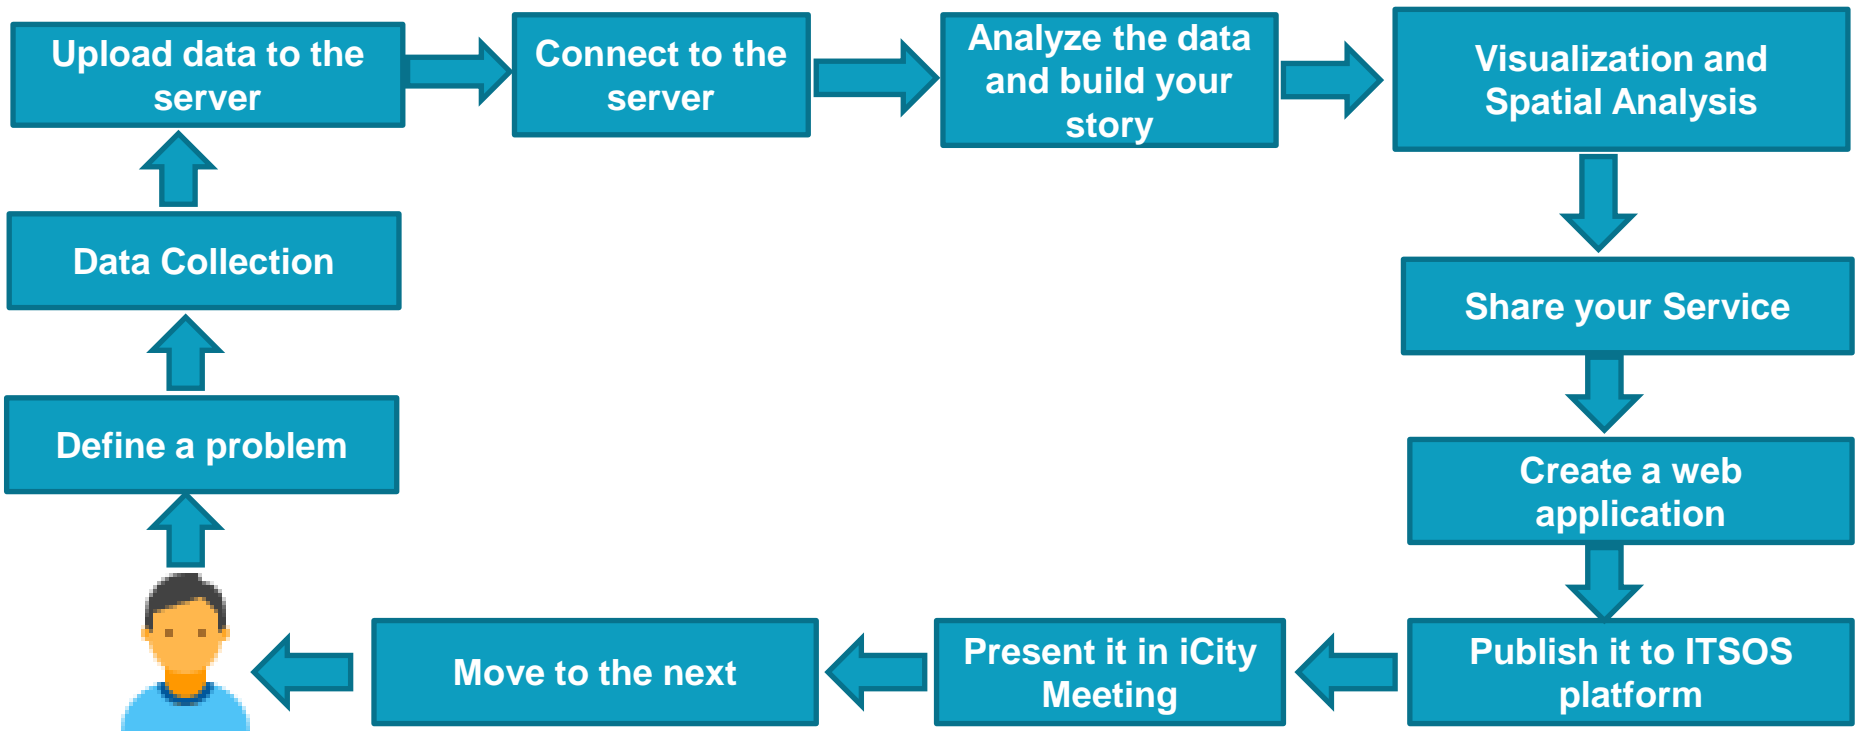 Upload data to the
server
Connect to the
server
Analyze the data
and build your
story
Visualization and
Spatial Analysis
Data Collection
Share your Service
Define a problem
Create a web
application
Move to the next
Present it in iCity
Meeting
Publish it to ITSOS
platform